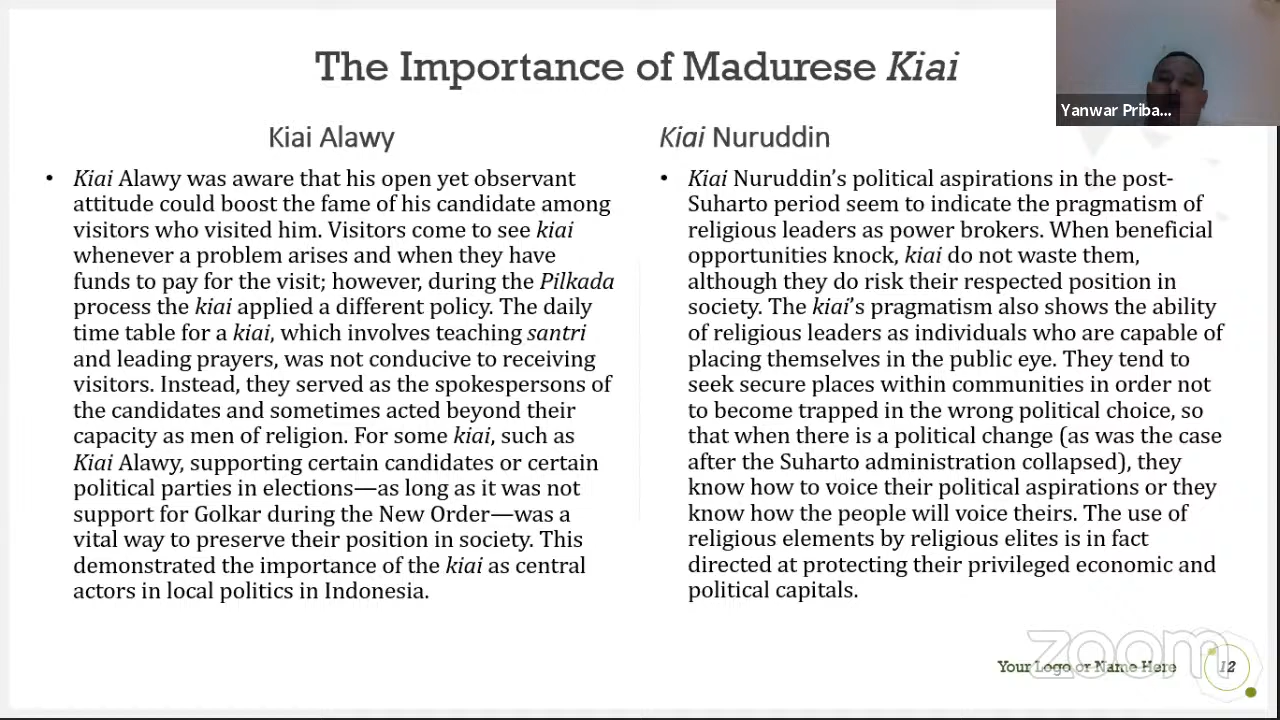 The Importance of Madurese Kiai
Yanwar Priba...
Kiai Alawy
• Kiai Alawy was aware that his open yet observant
attitude could boost the fame of his candidate among
visitors who visited him. Visitors come to see kiai
whenever a problem arises and when they have
funds to pay for the visit; however, during the Pilkada
process the kiai applied a different policy. The daily
time table for a kiai, which involves teaching santri
and leading prayers, was not conducive to receiving
visitors. Instead, they served as the spokespersons of
the candidates and sometimes acted beyond their
capacity as men of religion. For some kiai, such as
Kiai Alawy, supporting certain candidates or certain
political parties in elections—as long as it was not
support for Golkar during the New Order—was a
vital way to preserve their position in society. This
demonstrated the importance of the kiai as central
actors in local politics in Indonesia.
Kiai Nuruddin
• Kiai Nuruddin’s political aspirations in the post-
Suharto period seem to indicate the pragmatism of
religious leaders as power brokers. When beneficial
opportunities knock, kiai do not waste them,
although they do risk their respected position in
society. The kiai’s pragmatism also shows the ability
of religious leaders as individuals who are capable of
placing themselves in the public eye. They tend to
seek secure places within communities in order not
to become trapped in the wrong political choice, so
that when there is a political change (as was the case
after the Suharto administration collapsed), they
know how to voice their political aspirations or they
know how the people will voice theirs. The use of
religious elements by religious elites is in fact
directed at protecting their privileged economic and
political capitals.
zoom
Your Logo or Name Here
12